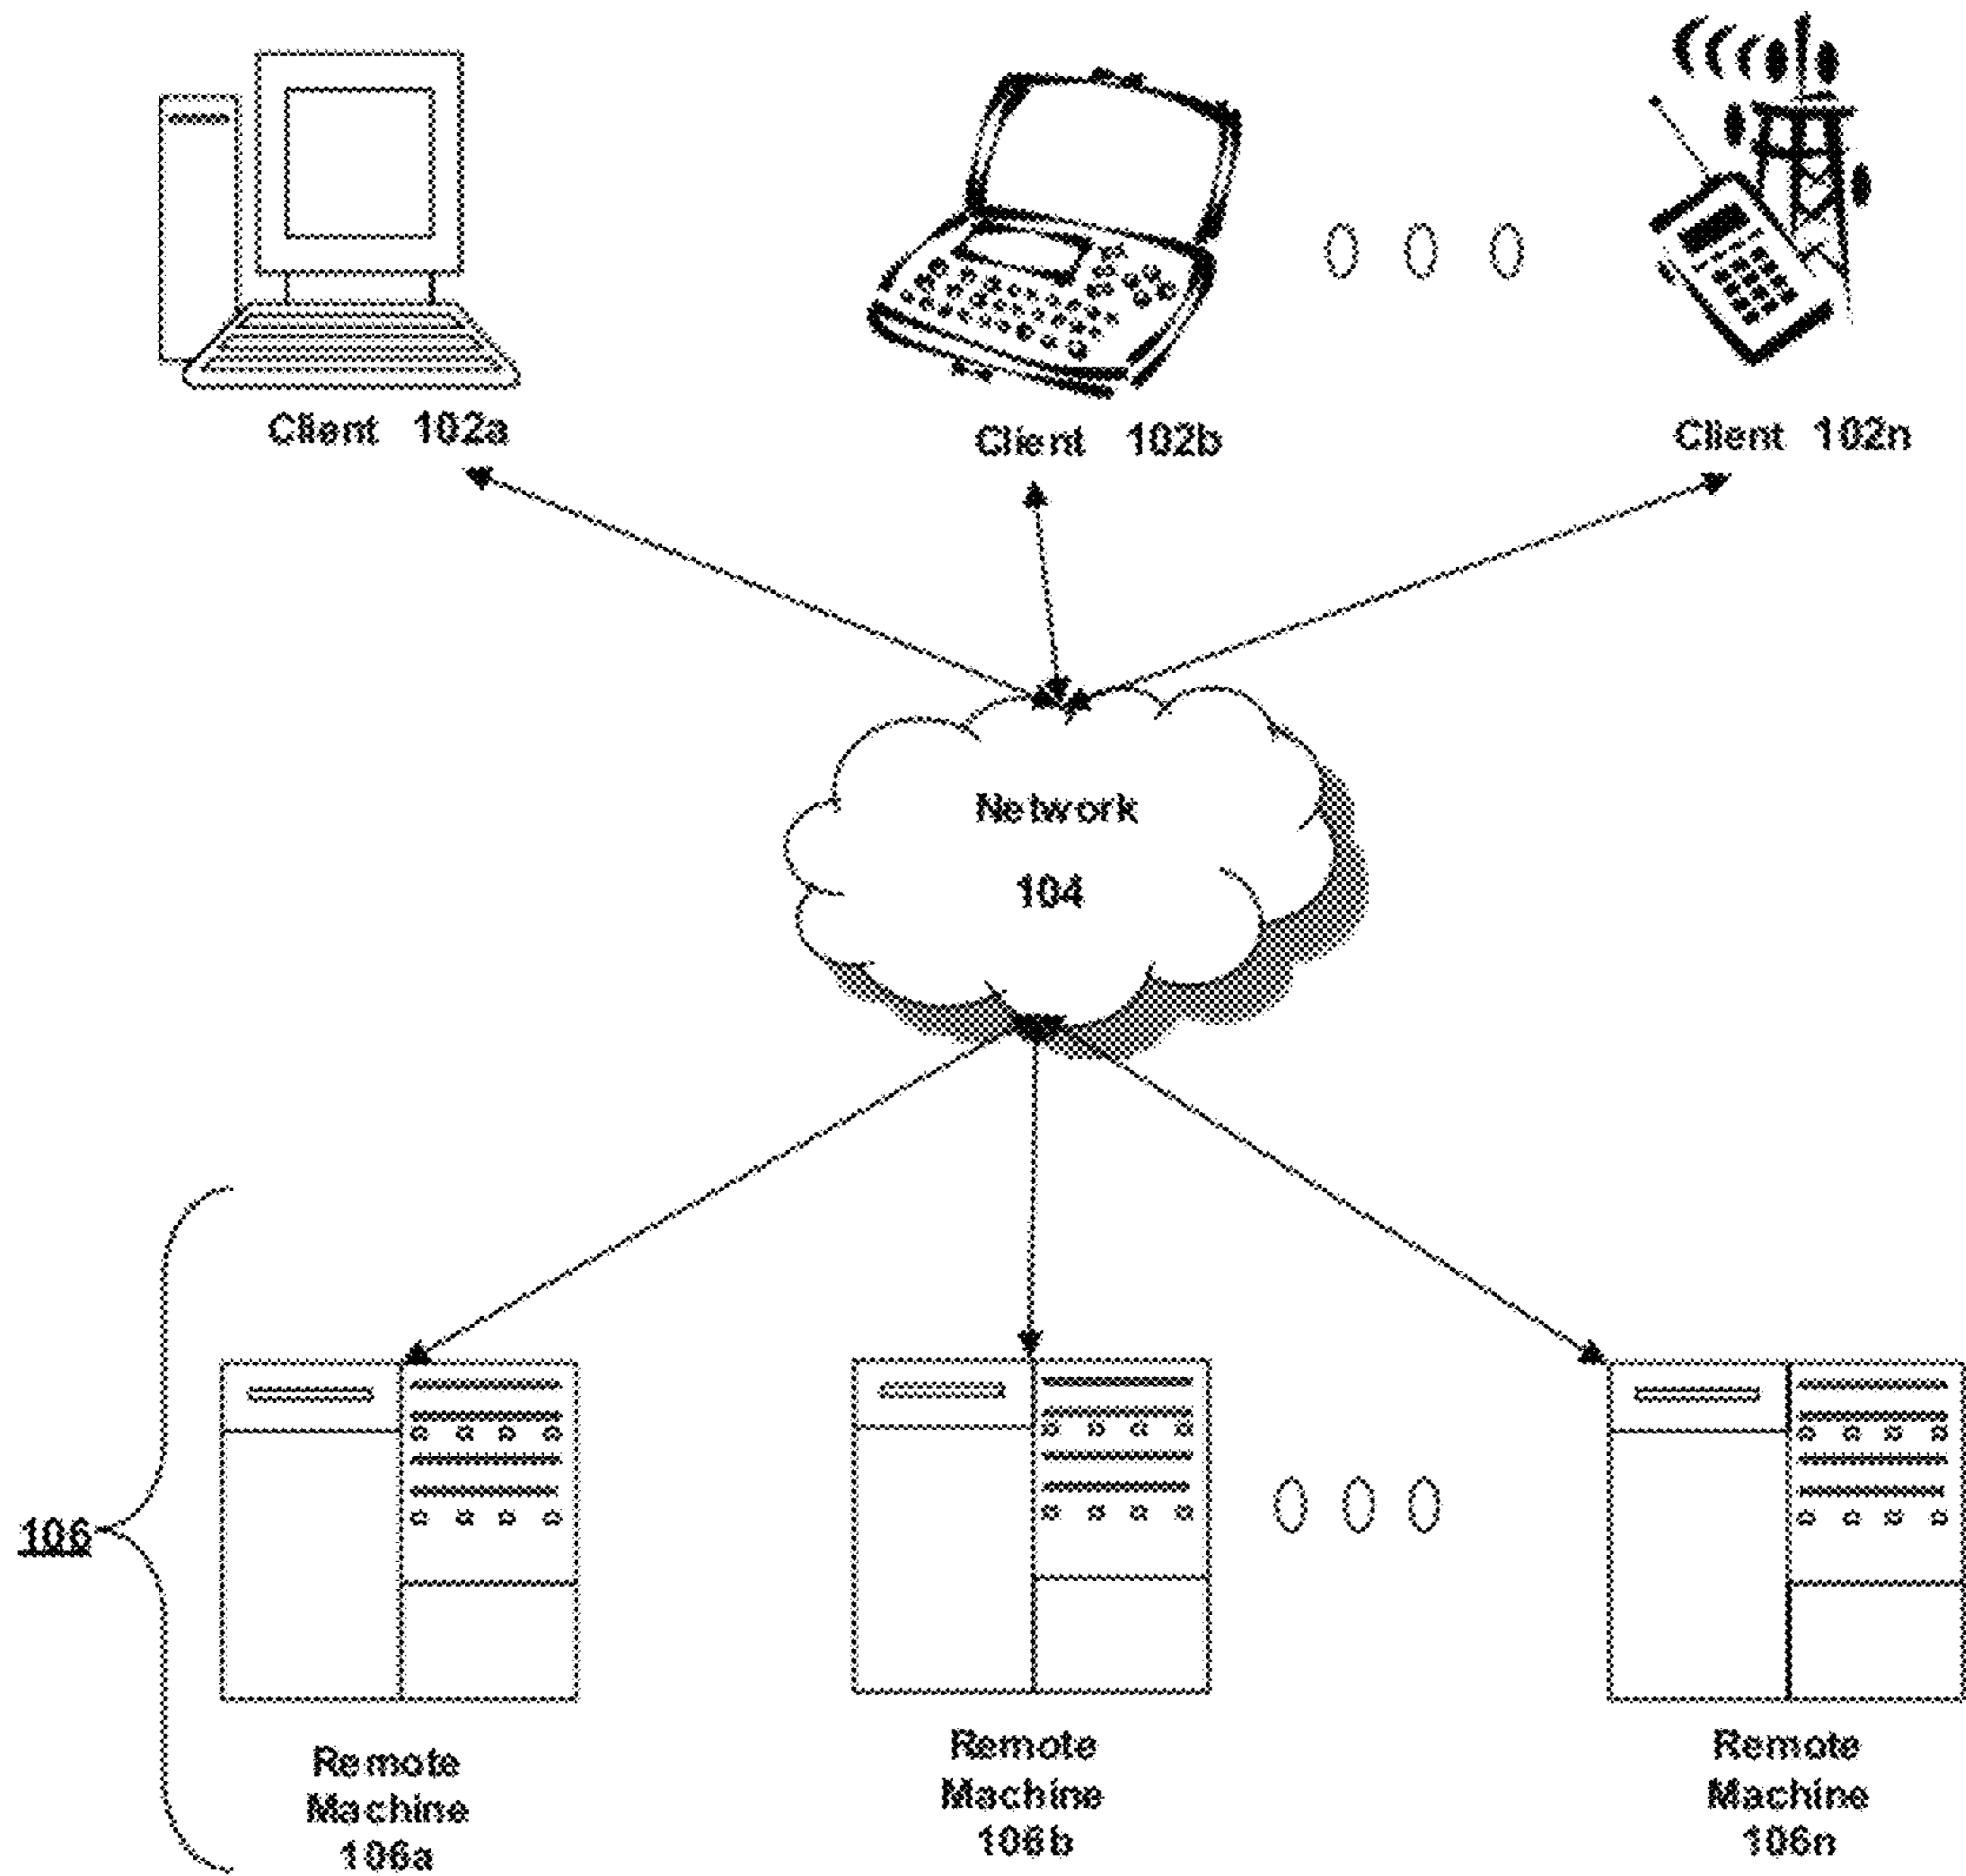 Client 102a
Client 102b
Client 102n
Network
104
106
Remote
Machine
106a
Remote
Machine
106b
Remote
Machine
106n